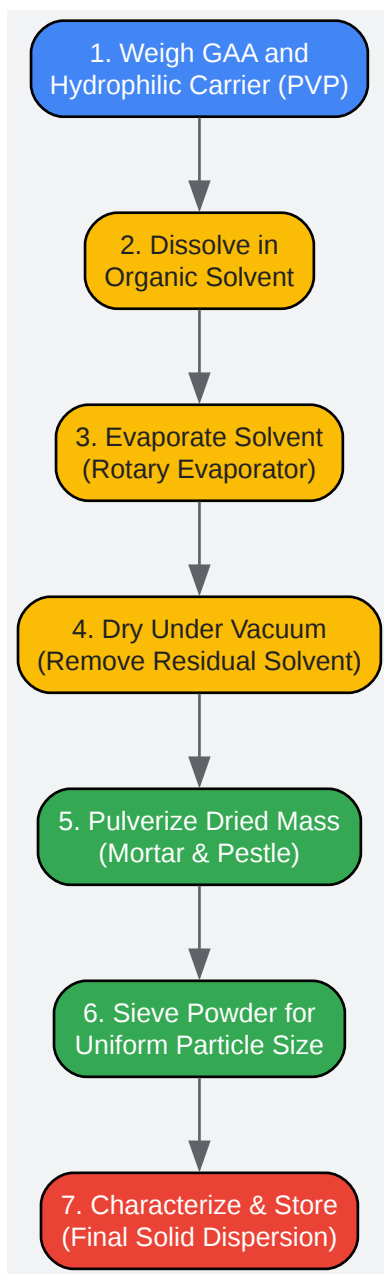 1. Weigh GAA and
Hydrophilic Carrier (PVP)
2. Dissolve in
Organic Solvent
3. Evaporate Solvent
(Rotary Evaporator)
4. Dry Under Vacuum
(Remove Residual Solvent)
5. Pulverize Dried Mass
(Mortar & Pestle)
6. Sieve Powder for
Uniform Particle Size
7. Characterize & Store
(Final Solid Dispersion)